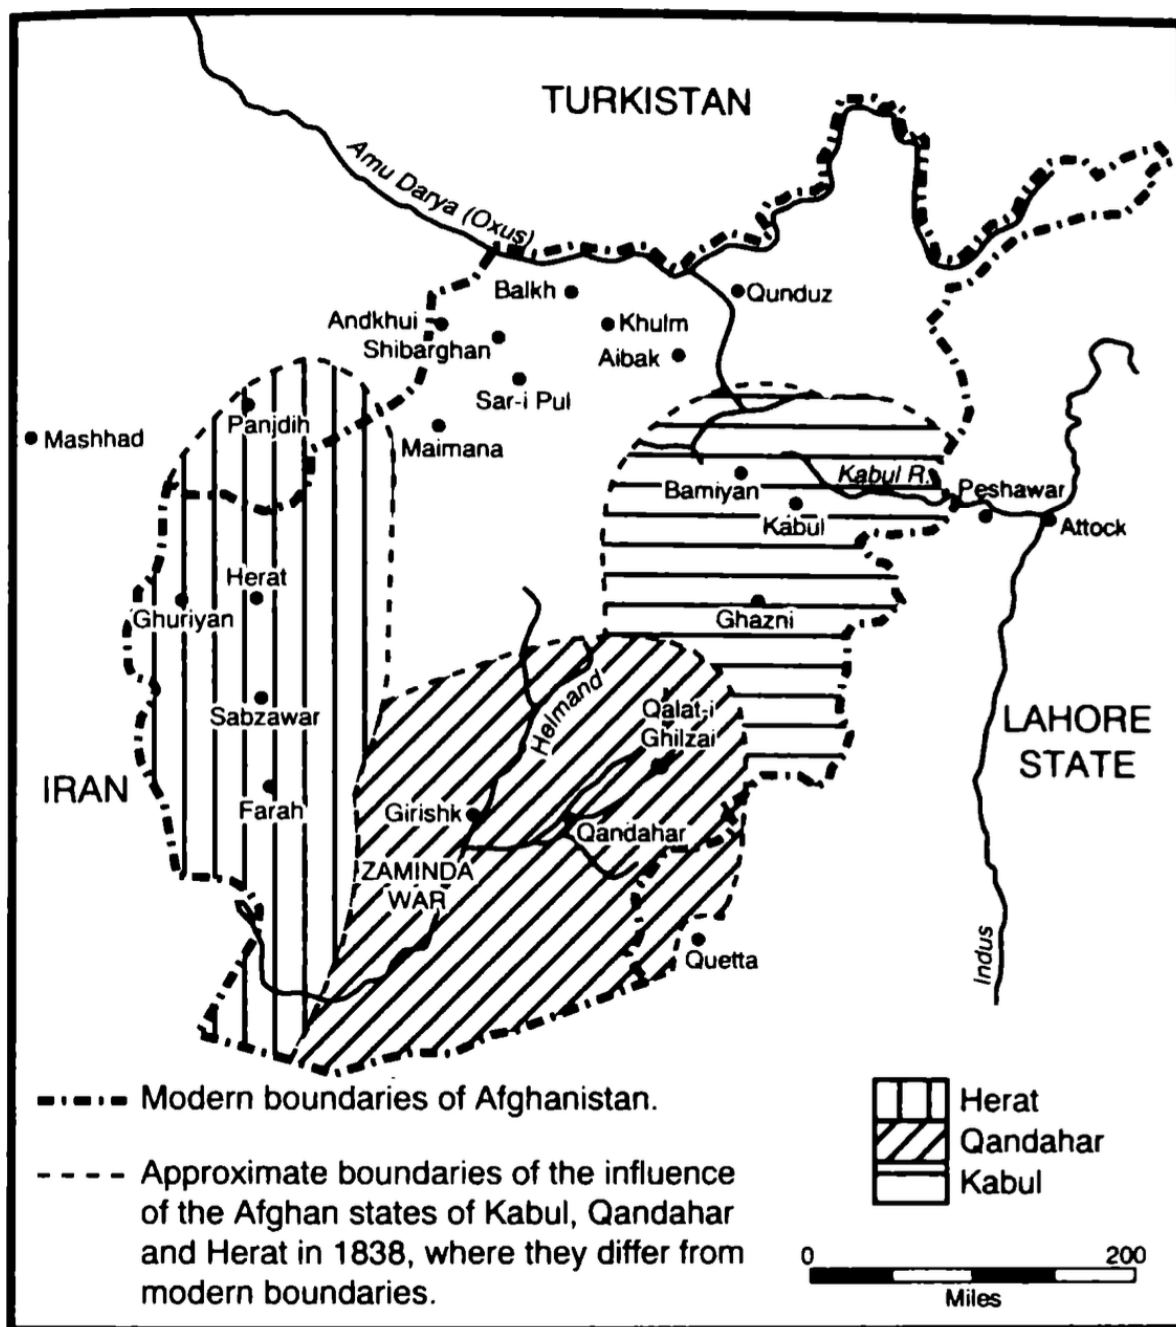 TURKISTAN
Amu Darya (Oxus)
Balkh
Qunduz
Andkhui
Khulm
Shibarghan
Aibak
Sar-i Pul
Panjdih
Mashhad
Maimana
Kabul R.
Bamiyan
Peshawar
Kabul
Attock
Herat
Ghuriyan
Ghazni
Helmand
Qalat-i
Ghilzai
Sabzawar
LAHORE
STATE
IRAN
Farah
Girishk
Qandahar
ZAMINDA
WAR
Quetta
Indus
Modern boundaries of Afghanistan.
Approximate boundaries of the influence
of the Afghan states of Kabul, Qandahar
and Herat in 1838, where they differ from
modern boundaries.
Herat
Qandahar
Kabul
0 200
Miles